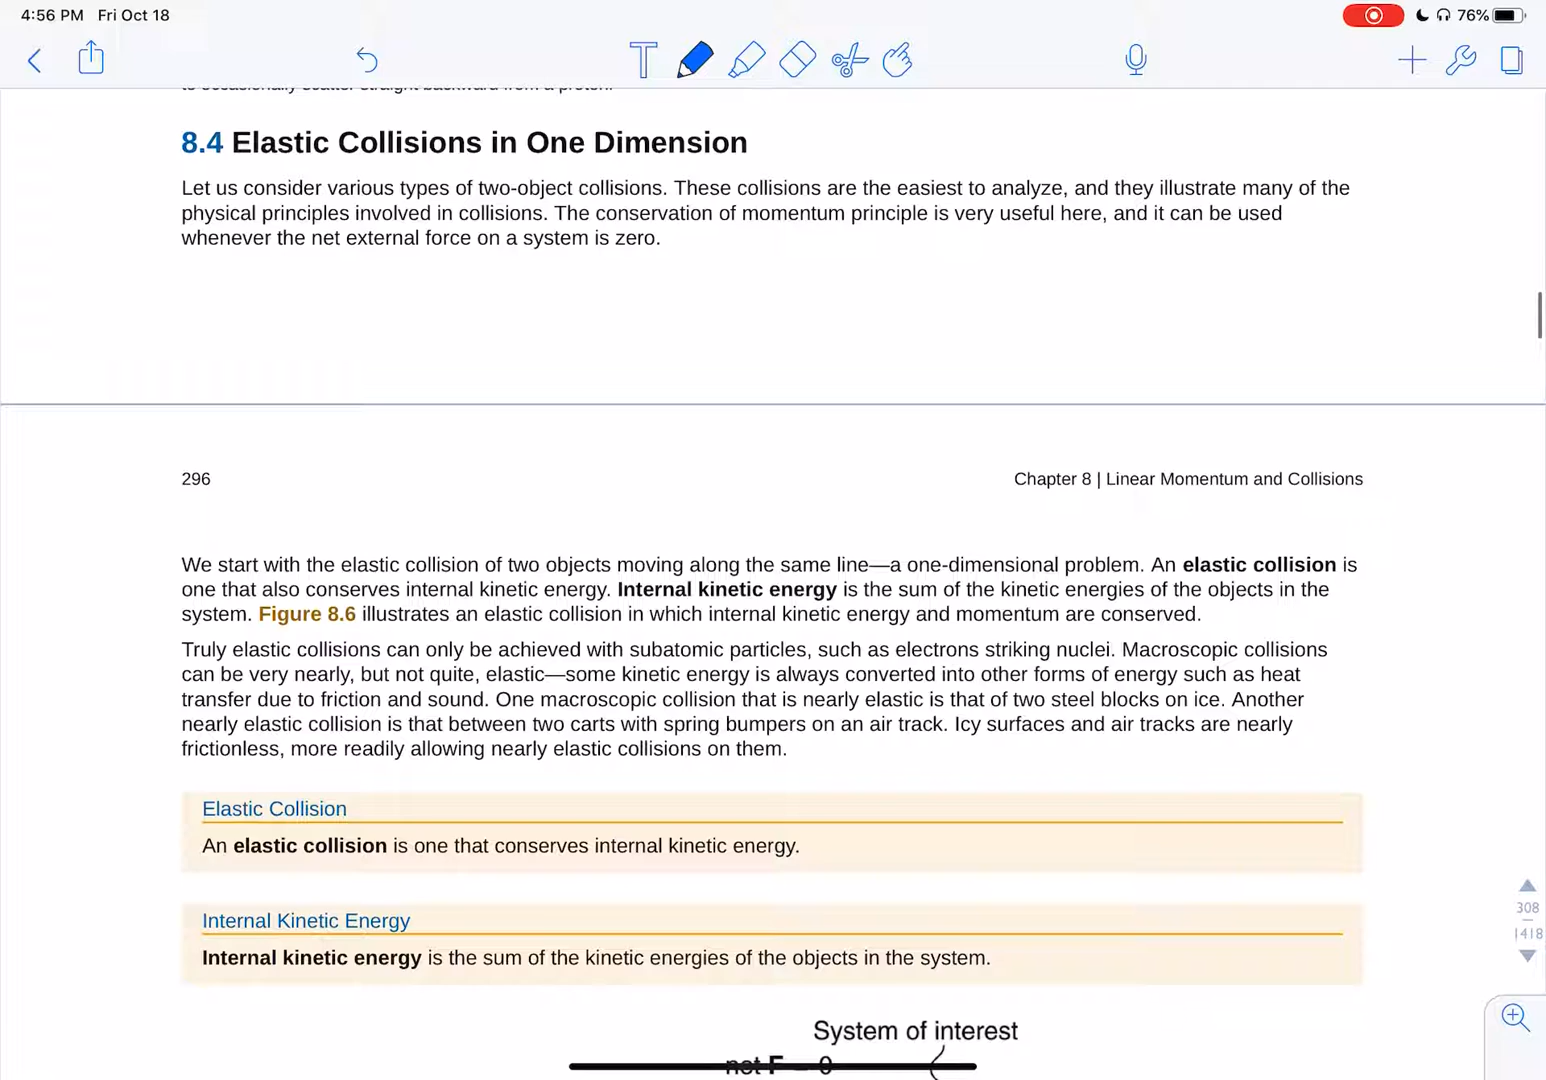 4:56 PM Fri Oct 18
76%
8.4 Elastic Collisions in One Dimension
Let us consider various types of two-object collisions. These collisions are the easiest to analyze, and they illustrate many of the
physical principles involved in collisions. The conservation of momentum principle is very useful here, and it can be used
whenever the net external force on a system is zero.
296
Chapter 8 | Linear Momentum and Collisions
We start with the elastic collision of two objects moving along the same line—a one-dimensional problem. An elastic collision is
one that also conserves internal kinetic energy. Internal kinetic energy is the sum of the kinetic energies of the objects in the
system. Figure 8.6 illustrates an elastic collision in which internal kinetic energy and momentum are conserved.
Truly elastic collisions can only be achieved with subatomic particles, such as electrons striking nuclei. Macroscopic collisions
can be very nearly, but not quite, elastic—some kinetic energy is always converted into other forms of energy such as heat
transfer due to friction and sound. One macroscopic collision that is nearly elastic is that of two steel blocks on ice. Another
nearly elastic collision is that between two carts with spring bumpers on an air track. Icy surfaces and air tracks are nearly
frictionless, more readily allowing nearly elastic collisions on them.
Elastic Collision
An elastic collision is one that conserves internal kinetic energy.
Internal Kinetic Energy
Internal kinetic energy is the sum of the kinetic energies of the objects in the system.
308
1418
System of interest